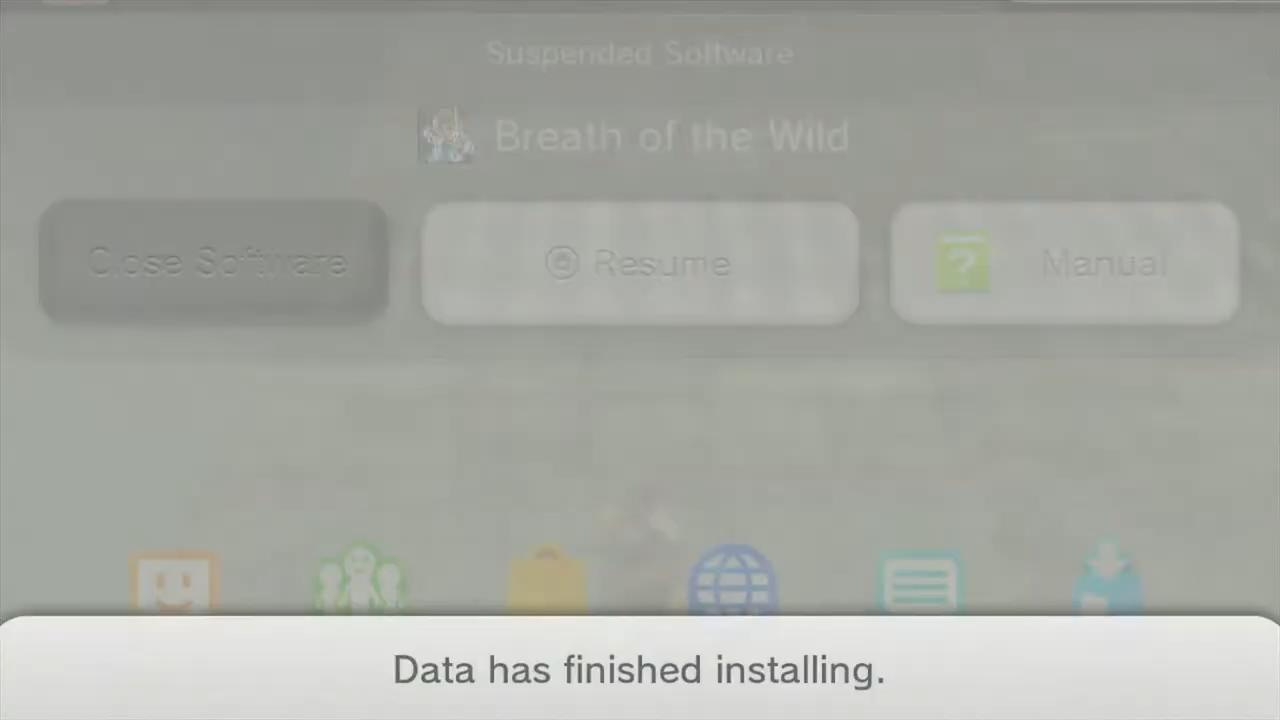 Suspended Software
Breath of the Wild
Close Software
Resume
? Manual
Data has finished installing.